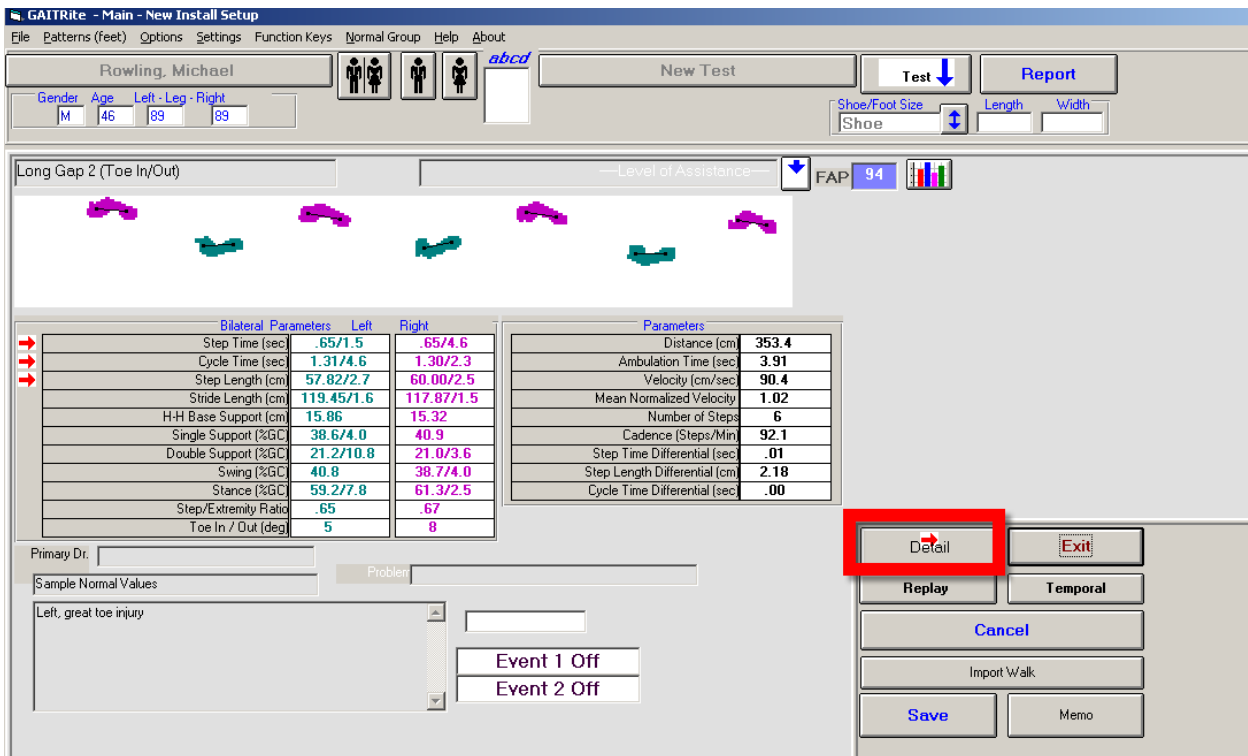 GAITRite - Main - New Install Setup
File Patterns (feet) Options Settings Function Keys Normal Group Help About
Rowling, Michael
abcd
New Test
Test
Report
Gender Age Left - Leg - Right
M 46 89 89
Shoe/Foot Size Length Width
Shoe
Long Gap 2 (Toe In/Out)
—Level of Assistance—
FAP 94
Bilateral Parameters Left Right
Step Time (sec) .65/1.5 .65/4.6
Cycle Time (sec) 1.31/4.6 1.30/2.3
Step Length (cm) 57.82/2.7 60.00/2.5
Stride Length (cm) 119.45/1.6 117.87/1.5
H-H Base Support (cm) 15.86 15.32
Single Support (%GC) 38.6/4.0 40.9
Double Support (%GC) 21.2/10.8 21.0/3.6
Swing (%GC) 40.8 38.7/4.0
Stance (%GC) 59.2/7.8 61.3/2.5
Step/Extremity Ratio .65 .67
Toe In / Out (deg) 5 8
Parameters
Distance (cm) 353.4
Ambulation Time (sec) 3.91
Velocity (cm/sec) 90.4
Mean Normalized Velocity 1.02
Number of Steps 6
Cadence (Steps/Min) 92.1
Step Time Differential (sec) .01
Step Length Differential (cm) 2.18
Cycle Time Differential (sec) .00
Primary Dr.
Problem
Sample Normal Values
Left, great toe injury
Event 1 Off
Event 2 Off
Detail Exit
Replay Temporal
Cancel
Import Walk
Save Memo